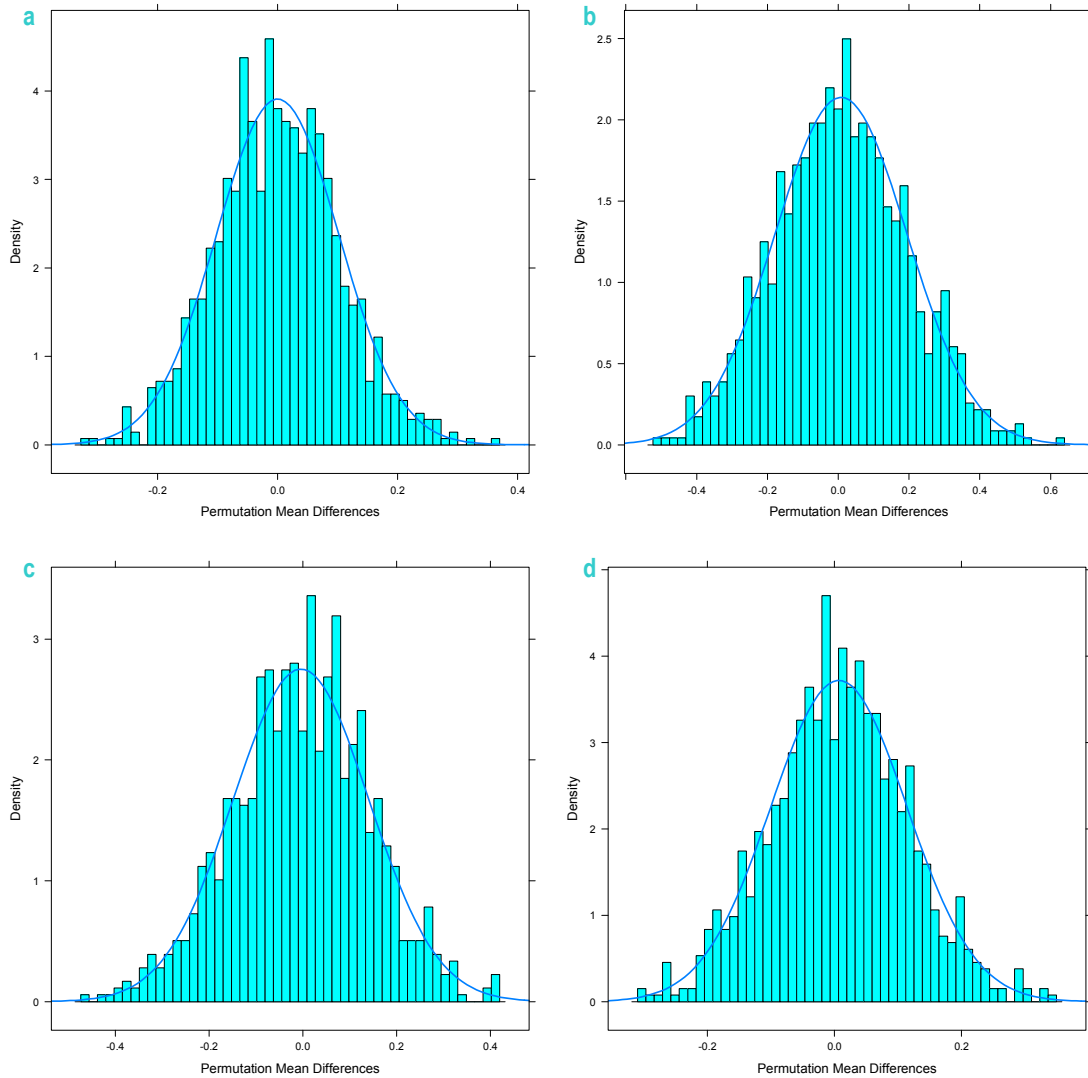 a
Density
4
3
2
1
0
-0.2 0.0 0.2 0.4
Permutation Mean Differences
b
Density
2.5
2.0
1.5
1.0
0.5
0.0
-0.4 -0.2 0.0 0.2 0.4 0.6
Permutation Mean Differences
c
Density
3
2
1
0
-0.4 -0.2 0.0 0.2 0.4
Permutation Mean Differences
d
Density
4
3
2
1
0
-0.2 0.0 0.2
Permutation Mean Differences